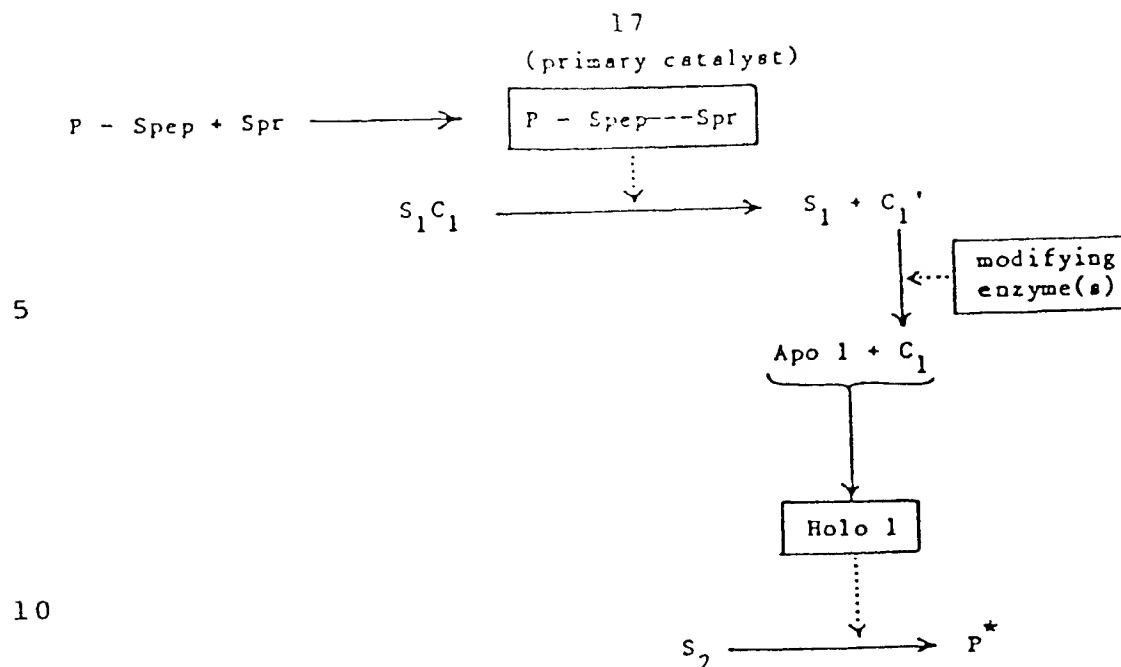 17
(primary catalyst)
P - Spep + Spr
P - Spep---Spr
S₁C₁
S₁ + C₁'
modifying
enzyme(s)
5
Apo 1 + C₁
Holo 1
10
S₂
P*